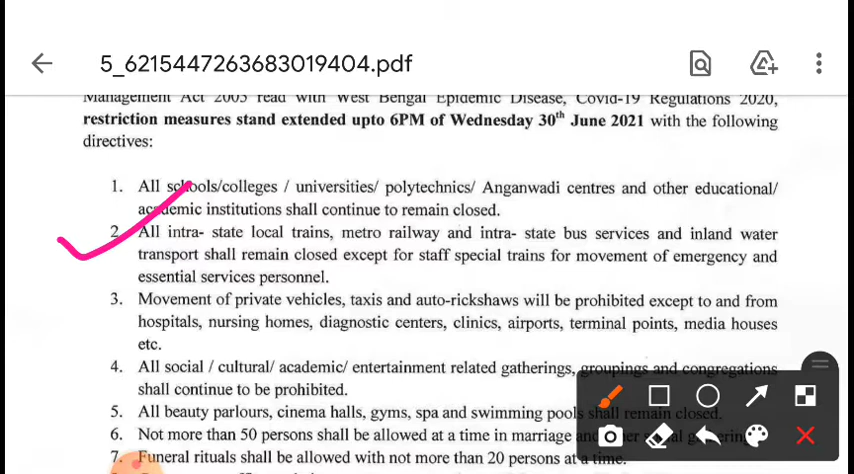 5_6215447263683019404.pdf
Management Act 2005 read with West Bengal Epidemic Disease, Covid-19 Regulations 2020,
restriction measures stand extended upto 6PM of Wednesday 30th June 2021 with the following
directives:
1. All schools/colleges / universities/ polytechnics/ Anganwadi centres and other educational/
academic institutions shall continue to remain closed.
2. All intra- state local trains, metro railway and intra- state bus services and inland water
transport shall remain closed except for staff special trains for movement of emergency and
essential services personnel.
3. Movement of private vehicles, taxis and auto-rickshaws will be prohibited except to and from
hospitals, nursing homes, diagnostic centers, clinics, airports, terminal points, media houses
etc.
4. All social / cultural/ academic/ entertainment related gatherings, groupings and congregations
shall continue to be prohibited.
5. All beauty parlours, cinema halls, gyms, spa and swimming pools shall remain closed.
6. Not more than 50 persons shall be allowed at a time in marriage
7. Funeral rituals shall be allowed with not more than 20 persons at a time.